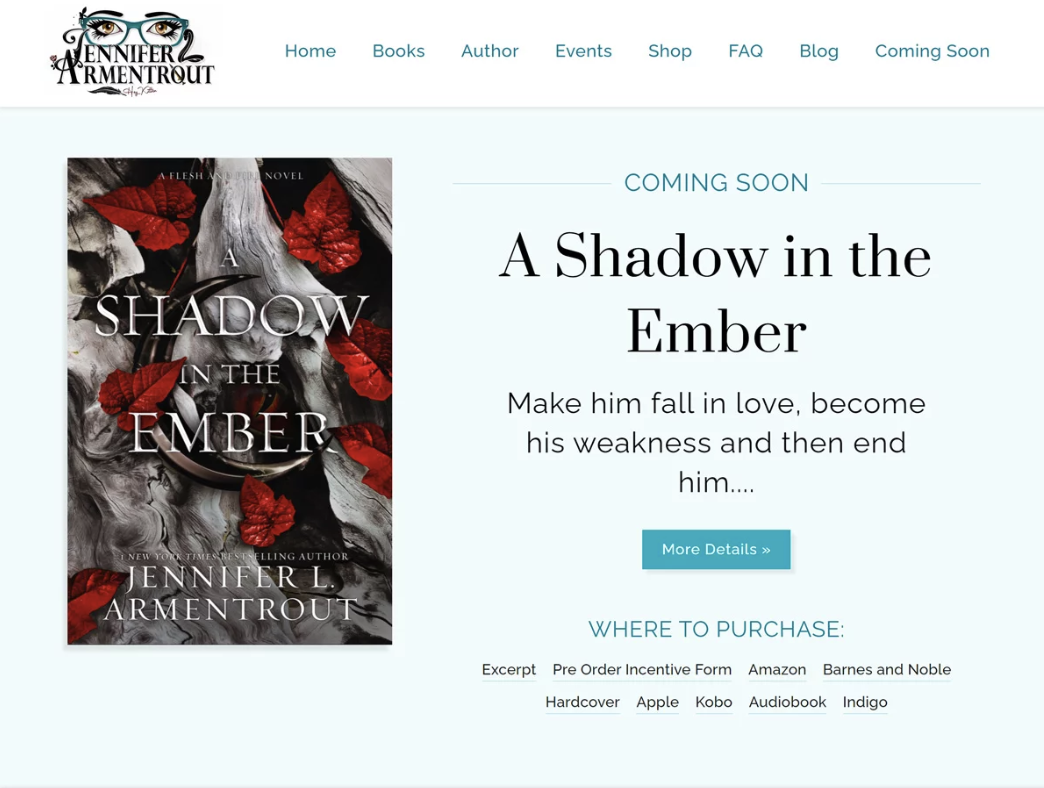 JENNIFER L.
ARMENTROUT
Home Books Author Events Shop FAQ Blog Coming Soon
A FLESH AND FIRE NOVEL
A
SHADOW
IN THE
EMBER
#1 NEW YORK TIMES BESTSELLING AUTHOR
JENNIFER L.
ARMENTROUT
COMING SOON
A Shadow in the
Ember
Make him fall in love, become
his weakness and then end
him....
More Details »
WHERE TO PURCHASE:
Excerpt Pre Order Incentive Form Amazon Barnes and Noble
Hardcover Apple Kobo Audiobook Indigo